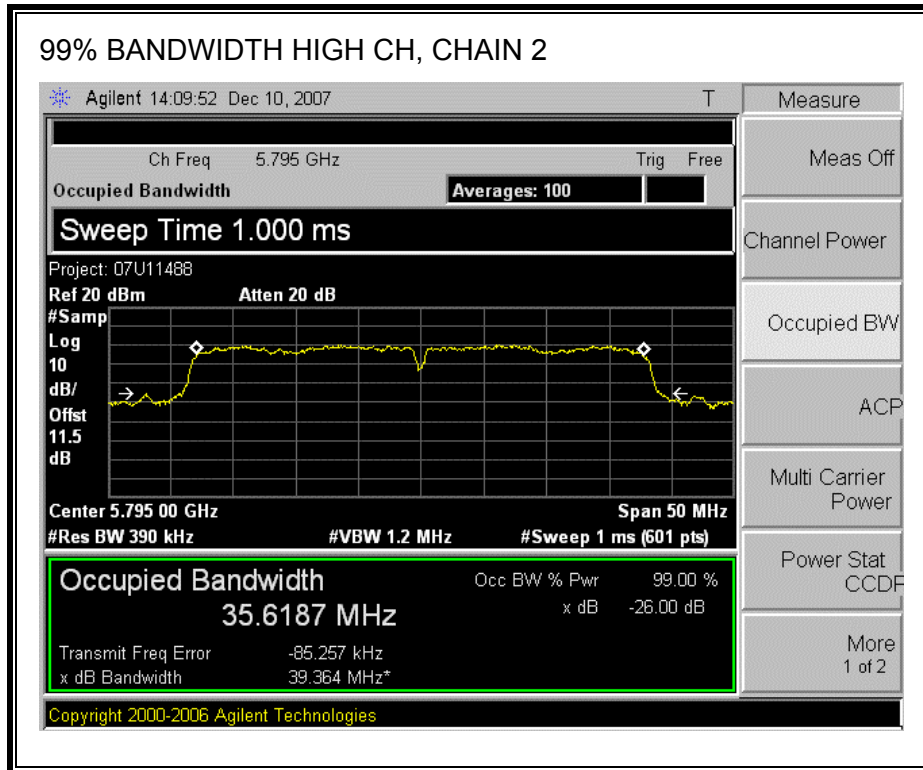 99% BANDWIDTH HIGH CH, CHAIN 2
Agilent 14:09:52 Dec 10, 2007 T
Measure
Ch Freq 5.795 GHz Trig Free
Occupied Bandwidth Averages: 100
Sweep Time 1.000 ms
Project: 07U11488
Ref 20 dBm Atten 20 dB
#Samp
Log
10
dB/
Offst
11.5
dB
Center 5.795 00 GHz Span 50 MHz
#Res BW 390 kHz #VBW 1.2 MHz #Sweep 1 ms (601 pts)
Occupied Bandwidth Occ BW % Pwr 99.00 %
35.6187 MHz x dB -26.00 dB
Transmit Freq Error -85.257 kHz
x dB Bandwidth 39.364 MHz*
Meas Off
Channel Power
Occupied BW
ACP
Multi Carrier
Power
Power Stat
CCDF
More
1 of 2
Copyright 2000-2006 Agilent Technologies